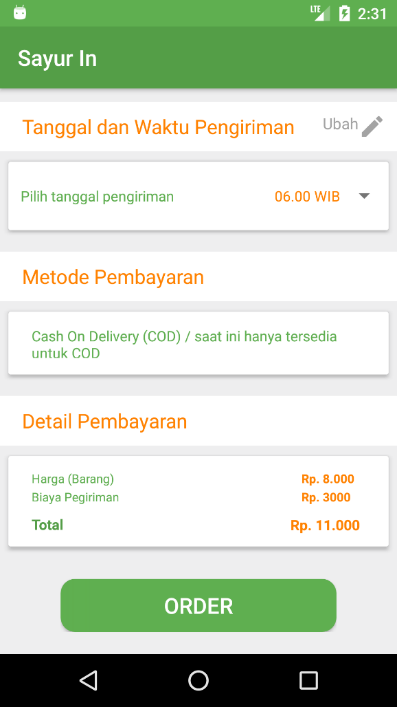 LTE 2:31
Sayur In
Tanggal dan Waktu Pengiriman Ubah
Pilih tanggal pengiriman 06.00 WIB
Metode Pembayaran
Cash On Delivery (COD) / saat ini hanya tersedia
untuk COD
Detail Pembayaran
Harga (Barang) Rp. 8.000
Biaya Pegiriman Rp. 3000
Total Rp. 11.000
ORDER